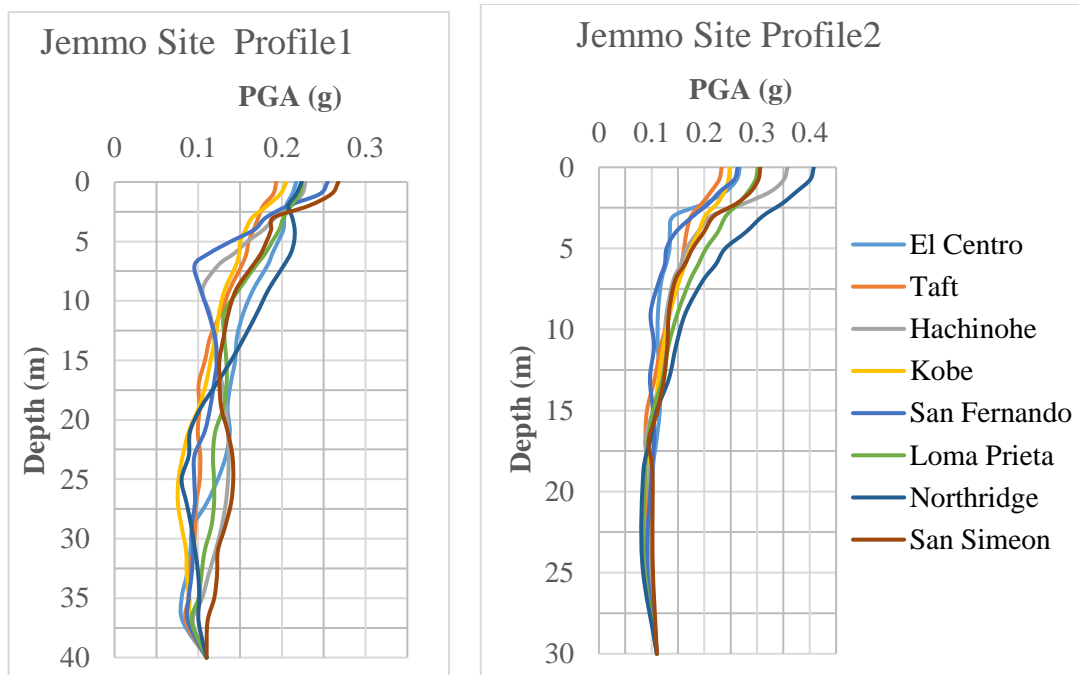 Jemmo Site Profile1
PGA (g)
0 0.1 0.2 0.3
0
5
10
15
20
25
30
35
40
Depth (m)
Jemmo Site Profile2
PGA (g)
0 0.1 0.2 0.3 0.4
0
5
10
15
20
25
30
Depth (m)
El Centro
Taft
Hachinohe
Kobe
San Fernando
Loma Prieta
Northridge
San Simeon